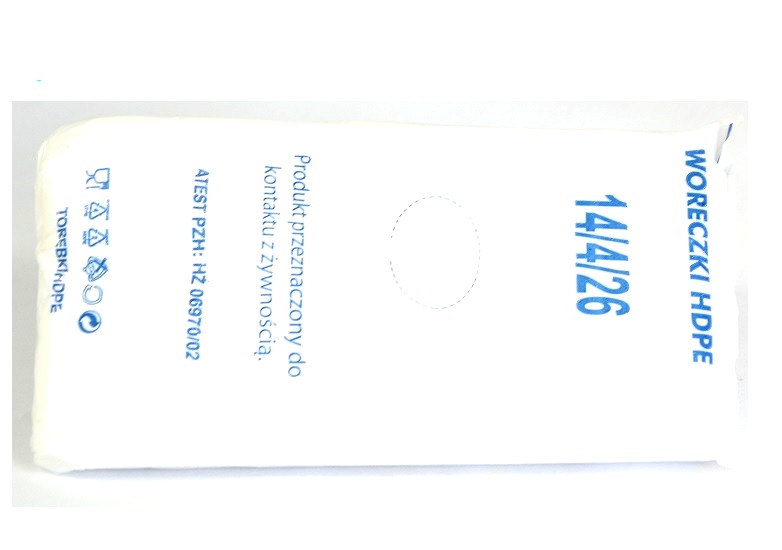 WORECZKI HDPE
14/4/26
Produkt przeznaczony do
kontaktu z żywnością.
ATEST PZH: HŻ 06970/02
TOREBKI HDPE